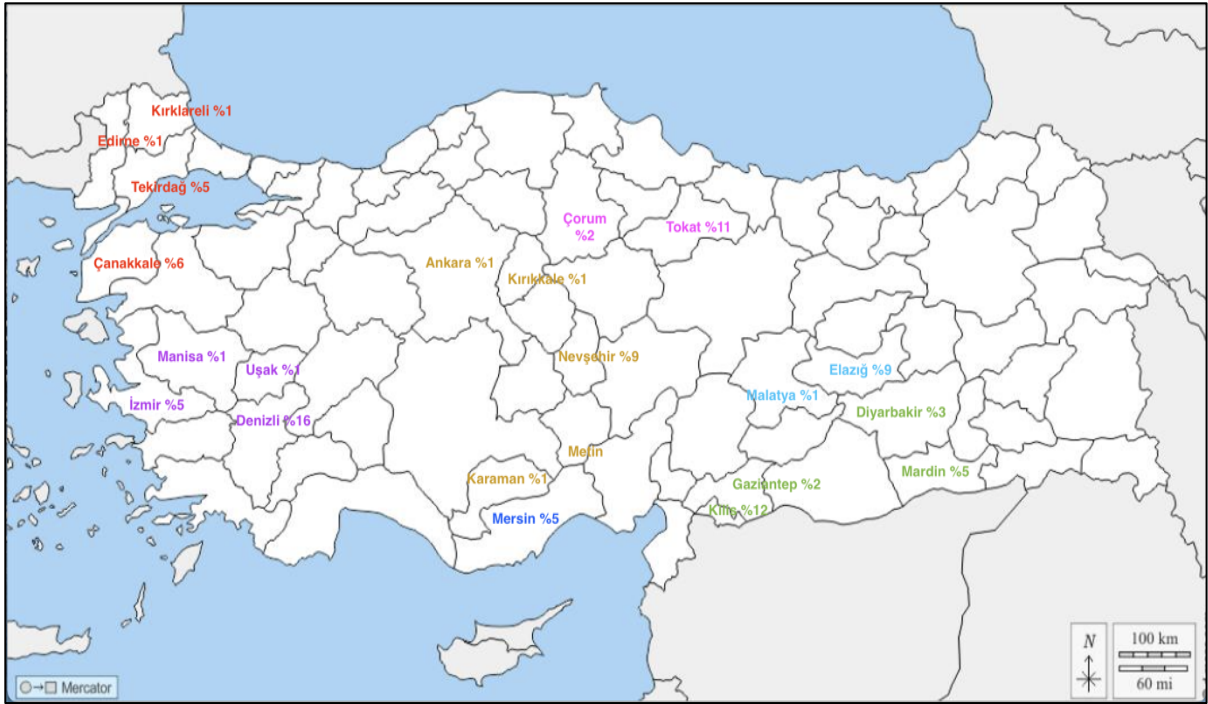 Kırklareli %1
Edirne %1
Tekirdağ %5
Çorum
%2
Tokat %11
Çanakkale %6
Ankara %1
Kırıkkale %1
Manisa %1
Uşak %1
Nevşehir %9
Elazığ %9
Malatya %1
İzmir %5
Denizli %16
Diyarbakir %3
Metin
Mardin %5
Karaman %1
Gaziantep %2
Kilis %12
Mersin %5
N
100 km
60 mi
Mercator